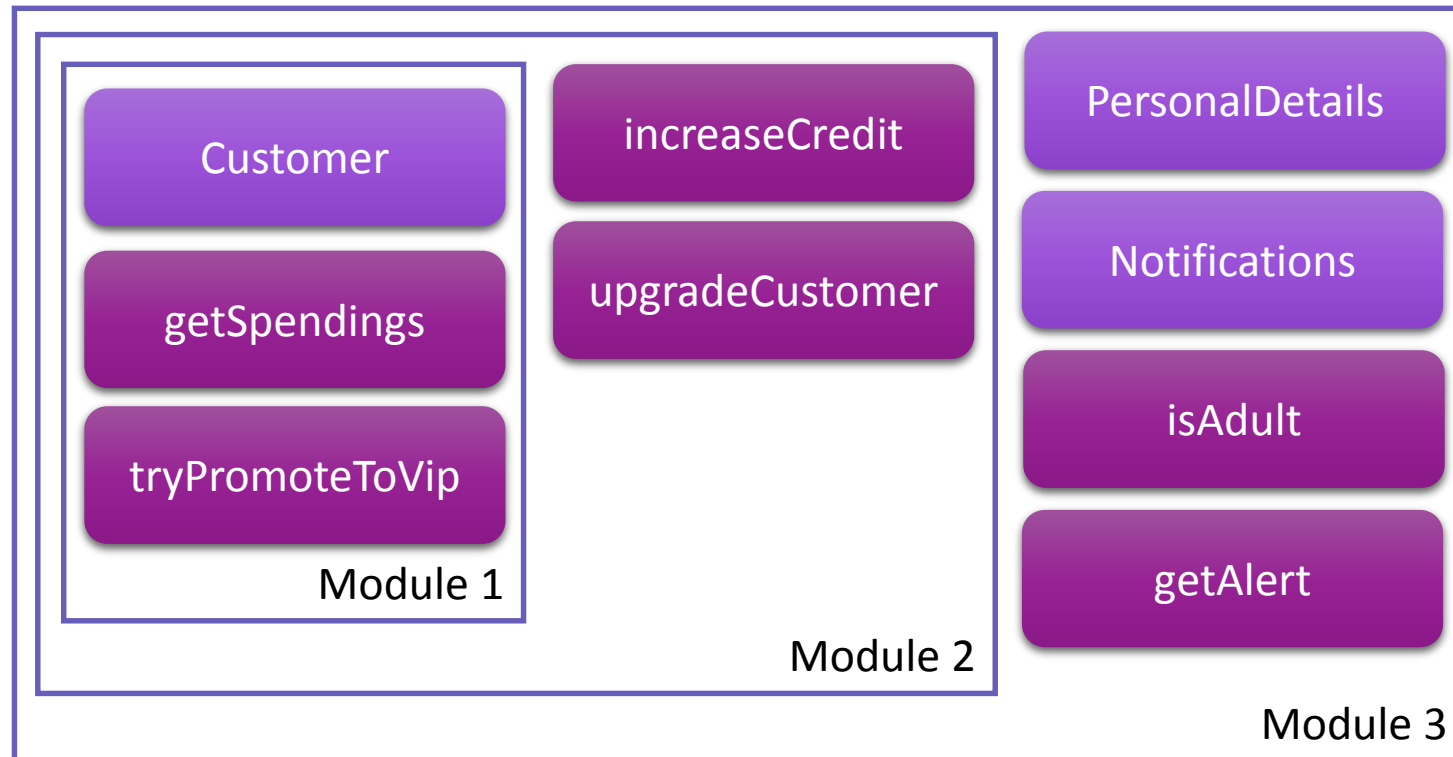 Customer
getSpendings
tryPromoteToVip
Module 1
increaseCredit
upgradeCustomer
Module 2
PersonalDetails
Notifications
isAdult
getAlert
Module 3